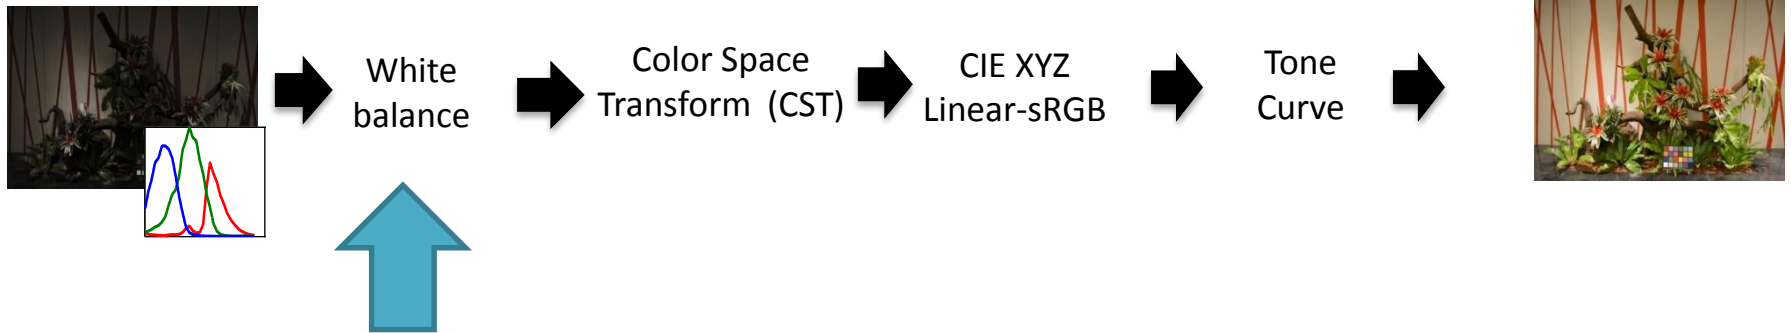 White
balance
Color Space
Transform (CST)
CIE XYZ
Linear-sRGB
Tone
Curve